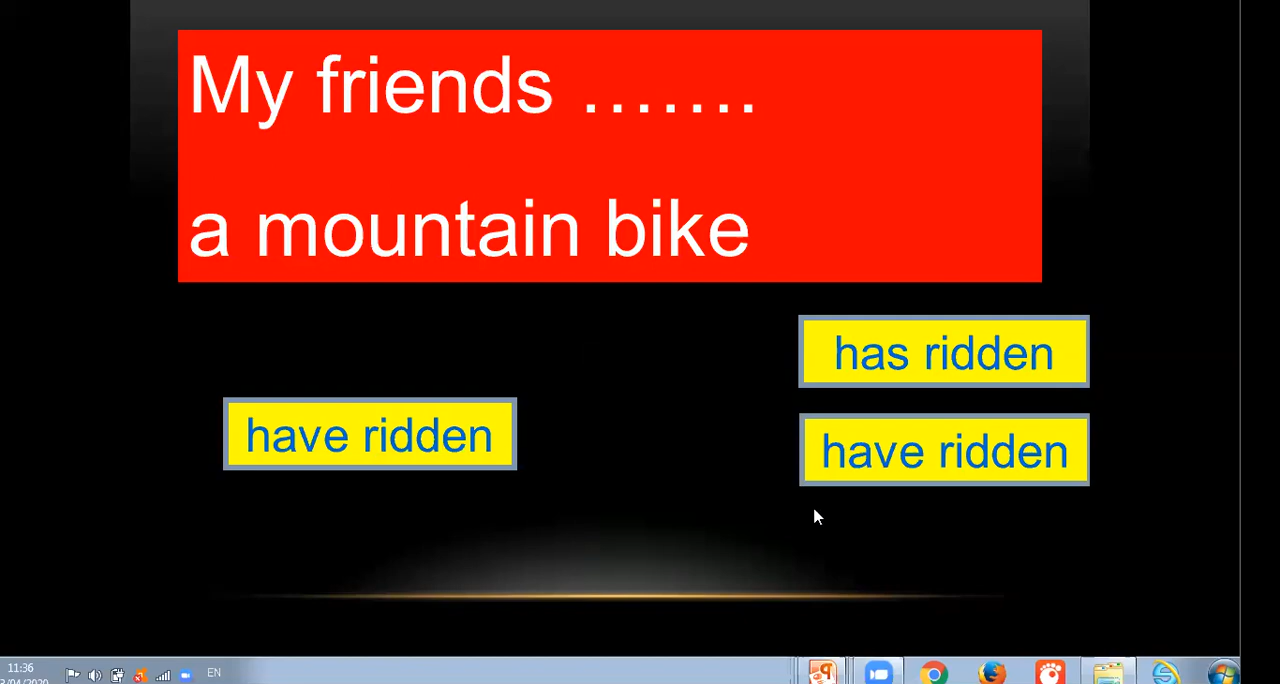 My friends …….
a mountain bike
has ridden
have ridden
have ridden
11:36
EN